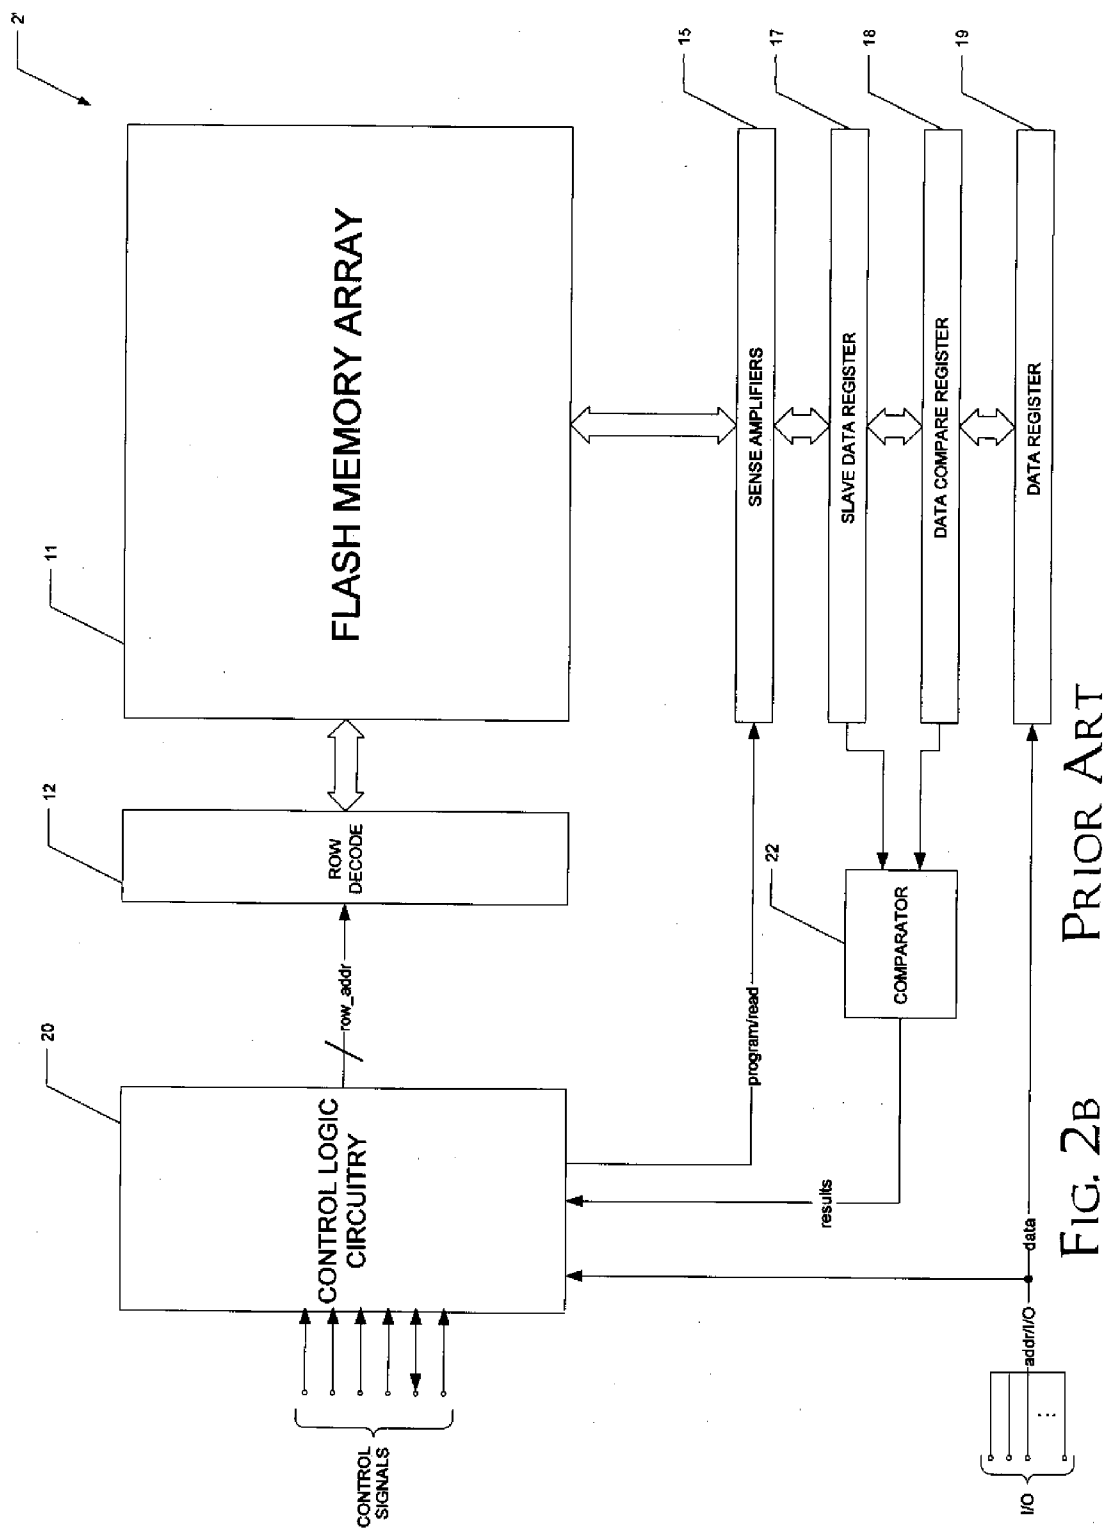 2'
CONTROL
SIGNALS
20
CONTROL LOGIC
CIRCUITRY
row_addr
12
ROW
DECODE
11
FLASH MEMORY ARRAY
program/read
15
SENSE AMPLIFIERS
results
22
COMPARATOR
17
SLAVE DATA REGISTER
18
DATA COMPARE REGISTER
I/O
addr/I/O
data
19
DATA REGISTER
FIG. 2B PRIOR ART